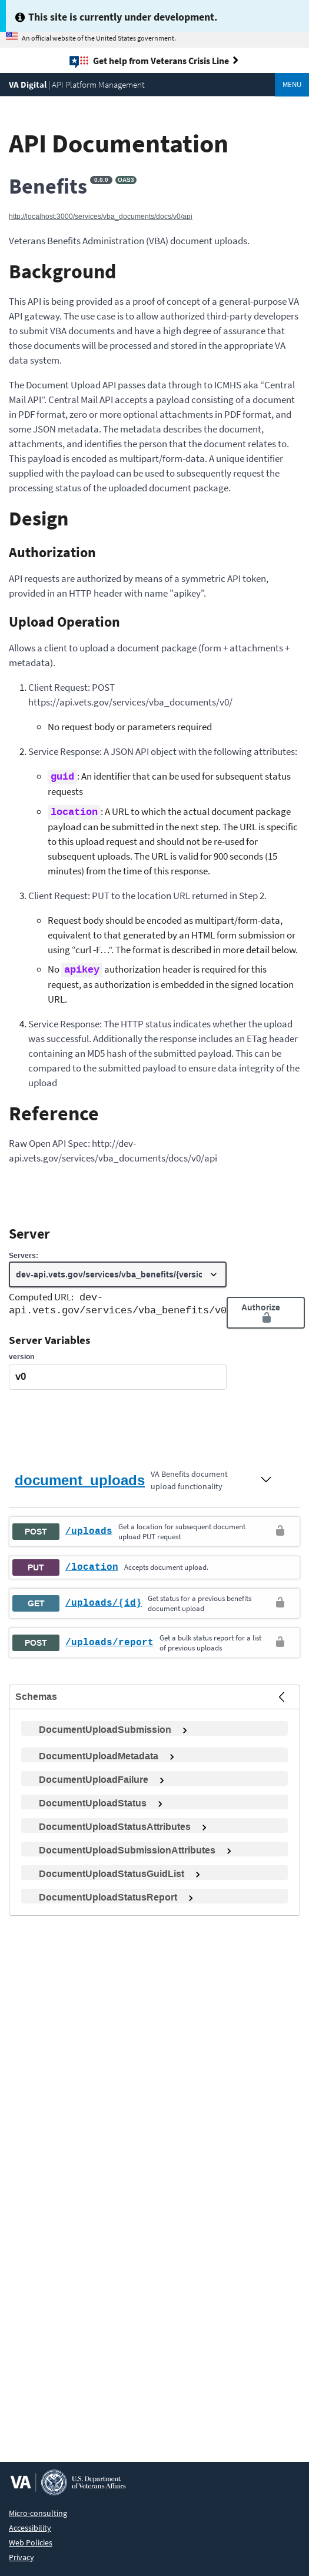 This site is currently under development.
An official website of the United States government.
Get help from Veterans Crisis Line
VA Digital | API Platform Management
MENU
API Documentation
Benefits 0.0.0 OAS3
http://localhost:3000/services/vba_documents/docs/v0/api
Veterans Benefits Administration (VBA) document uploads.
Background
This API is being provided as a proof of concept of a general-purpose VA
API gateway. The use case is to allow authorized third-party developers
to submit VBA documents and have a high degree of assurance that
those documents will be processed and stored in the appropriate VA
data system.
The Document Upload API passes data through to ICMHS aka “Central
Mail API”. Central Mail API accepts a payload consisting of a document
in PDF format, zero or more optional attachments in PDF format, and
some JSON metadata. The metadata describes the document,
attachments, and identifies the person that the document relates to.
This payload is encoded as multipart/form-data. A unique identifier
supplied with the payload can be used to subsequently request the
processing status of the uploaded document package.
Design
Authorization
API requests are authorized by means of a symmetric API token,
provided in an HTTP header with name "apikey".
Upload Operation
Allows a client to upload a document package (form + attachments +
metadata).
1. Client Request: POST
https://api.vets.gov/services/vba_documents/v0/
No request body or parameters required
2. Service Response: A JSON API object with the following attributes:
guid: An identifier that can be used for subsequent status
requests
location: A URL to which the actual document package
payload can be submitted in the next step. The URL is specific
to this upload request and should not be re-used for
subsequent uploads. The URL is valid for 900 seconds (15
minutes) from the time of this response.
3. Client Request: PUT to the location URL returned in Step 2.
Request body should be encoded as multipart/form-data,
equivalent to that generated by an HTML form submission or
using “curl -F…“. The format is described in more detail below.
No apikey authorization header is required for this
request, as authorization is embedded in the signed location
URL.
4. Service Response: The HTTP status indicates whether the upload
was successful. Additionally the response includes an ETag header
containing an MD5 hash of the submitted payload. This can be
compared to the submitted payload to ensure data integrity of the
upload
Reference
Raw Open API Spec: http://dev-
api.vets.gov/services/vba_documents/docs/v0/api
Server
Servers:
dev-api.vets.gov/services/vba_benefits/{versic
Computed URL: dev-
api.vets.gov/services/vba_benefits/v0
Authorize
Server Variables
version
v0
document_uploads
VA Benefits document
upload functionality
POST /uploads
Get a location for subsequent document
upload PUT request
PUT /location Accepts document upload.
GET /uploads/{id}
Get status for a previous benefits
document upload
POST /uploads/report
Get a bulk status report for a list
of previous uploads
Schemas
DocumentUploadSubmission
DocumentUploadMetadata
DocumentUploadFailure
DocumentUploadStatus
DocumentUploadStatusAttributes
DocumentUploadSubmissionAttributes
DocumentUploadStatusGuidList
DocumentUploadStatusReport
VA
U.S. Department
of Veterans Affairs
Micro-consulting
Accessibility
Web Policies
Privacy